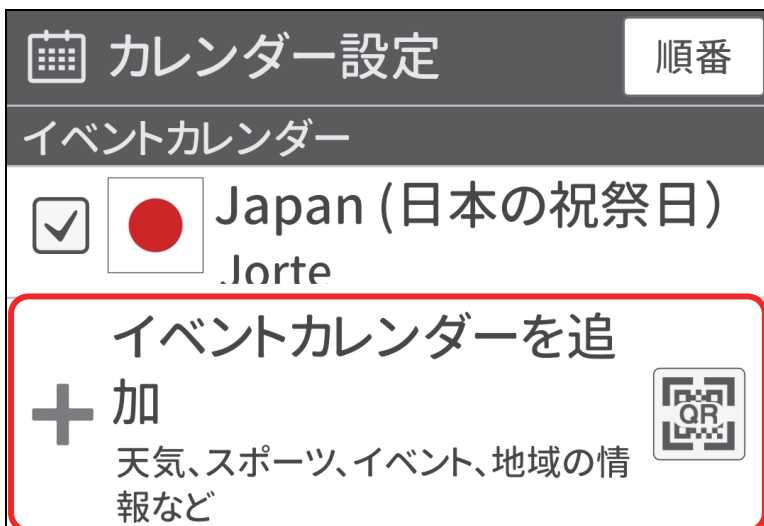 カレンダー設定 順番
イベントカレンダー
Japan (日本の祝祭日)
Jorte
イベントカレンダーを追
加
QR
天気、スポーツ、イベント、地域の情
報など